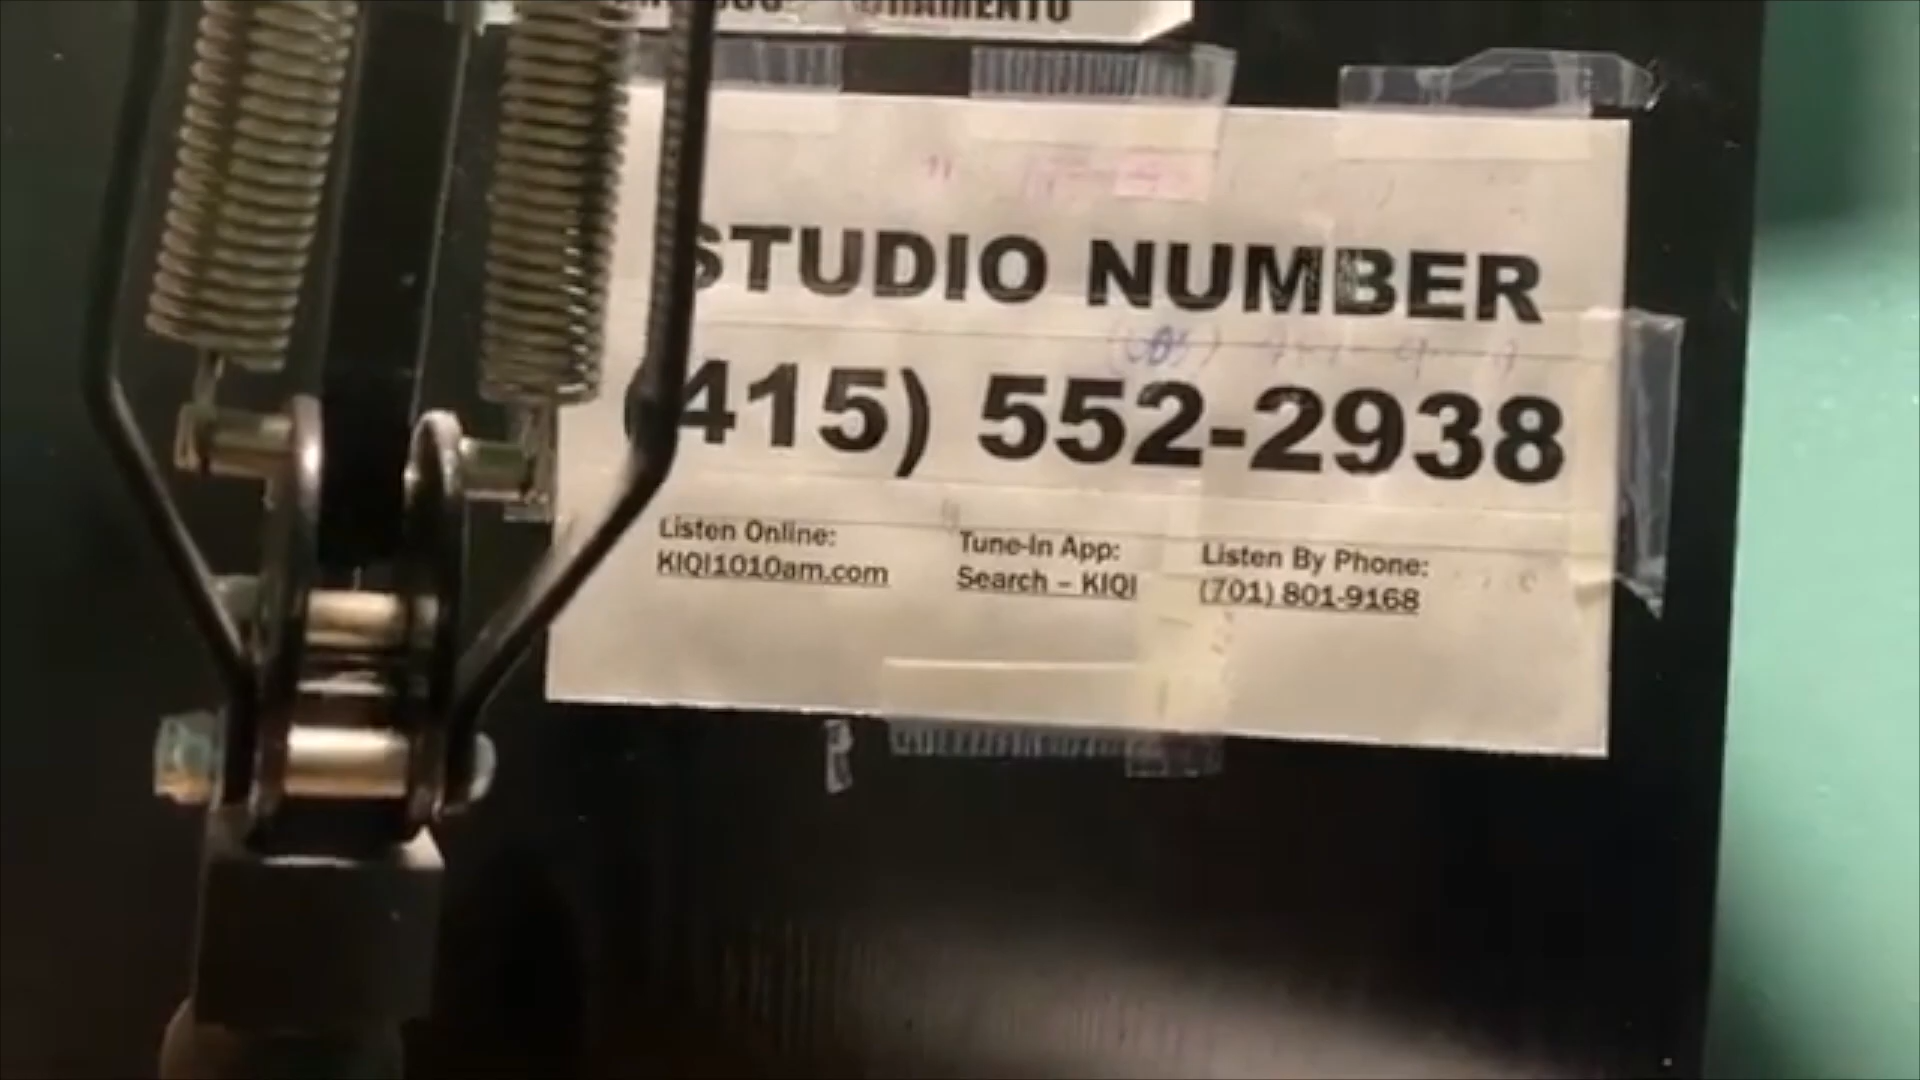 STUDIO NUMBER
(415) 552-2938
Listen Online:
KIQI1010am.com
Tune-In App:
Search – KIQI
Listen By Phone:
(701) 801-9168